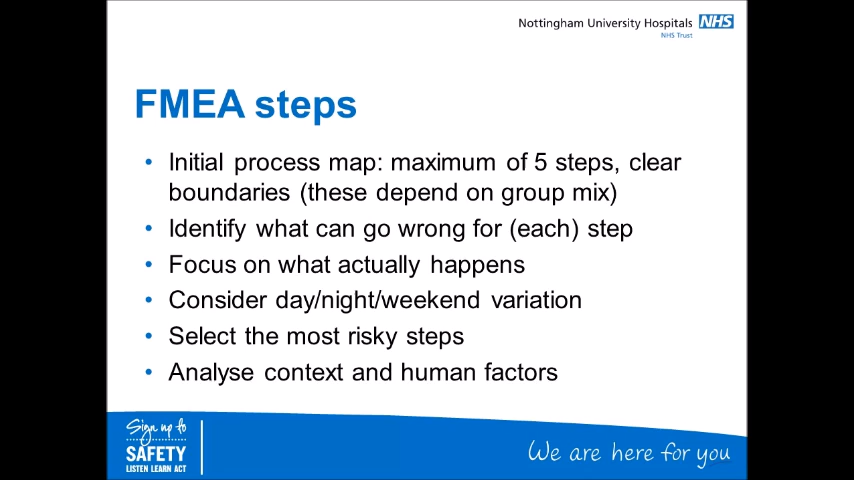 Nottingham University Hospitals NHS
NHS Trust
FMEA steps
• Initial process map: maximum of 5 steps, clear
boundaries (these depend on group mix)
• Identify what can go wrong for (each) step
• Focus on what actually happens
• Consider day/night/weekend variation
• Select the most risky steps
• Analyse context and human factors
Sign up to
SAFETY
LISTEN LEARN ACT
We are here for you